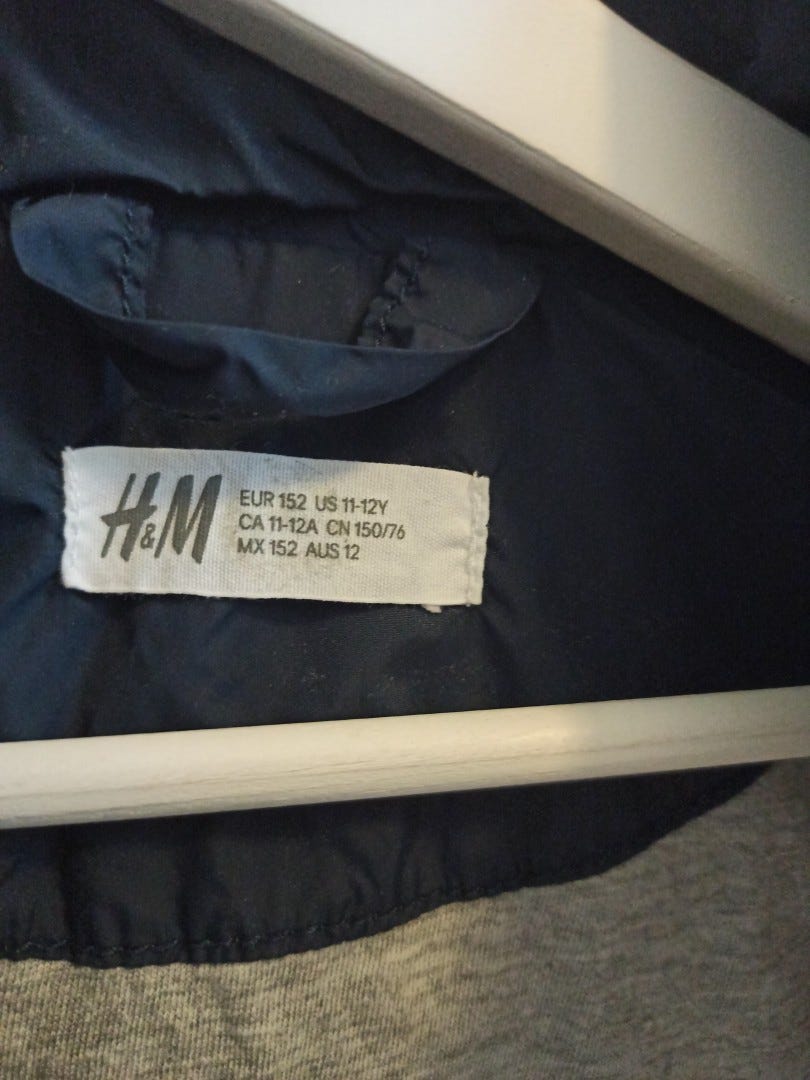 H&M
EUR 152 US 11-12Y
CA 11-12A CN 150/76
MX 152 AUS 12